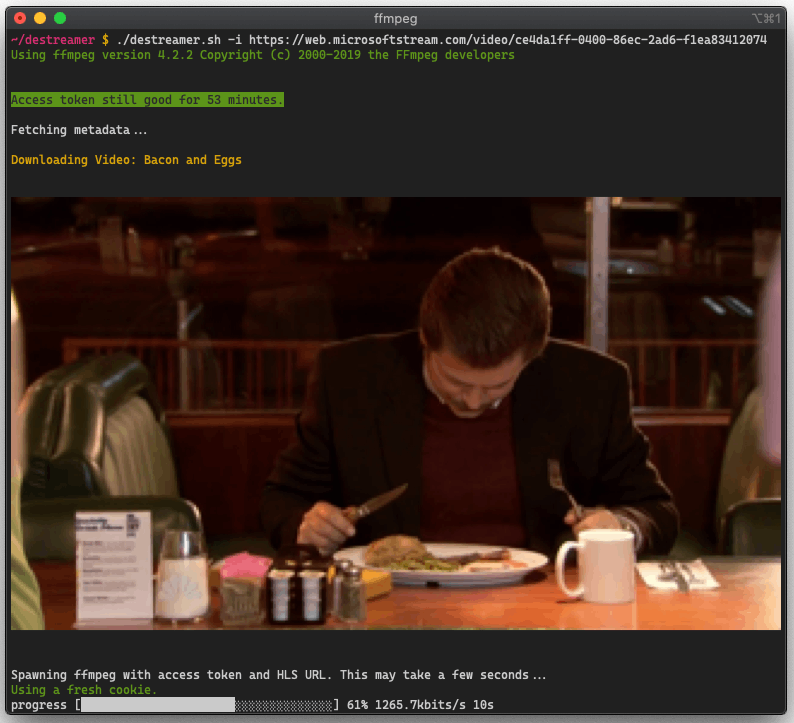 ffmpeg
⌥⌘1
~/destreamer $ ./destreamer.sh -i https://web.microsoftstream.com/video/ce4da1ff-0400-86ec-2ad6-f1ea83412074
Using ffmpeg version 4.2.2 Copyright (c) 2000-2019 the FFmpeg developers
Access token still good for 53 minutes.
Fetching metadata...
Downloading Video: Bacon and Eggs
Spawning ffmpeg with access token and HLS URL. This may take a few seconds...
Using a fresh cookie.
progress [] 61% 1265.7kbits/s 10s